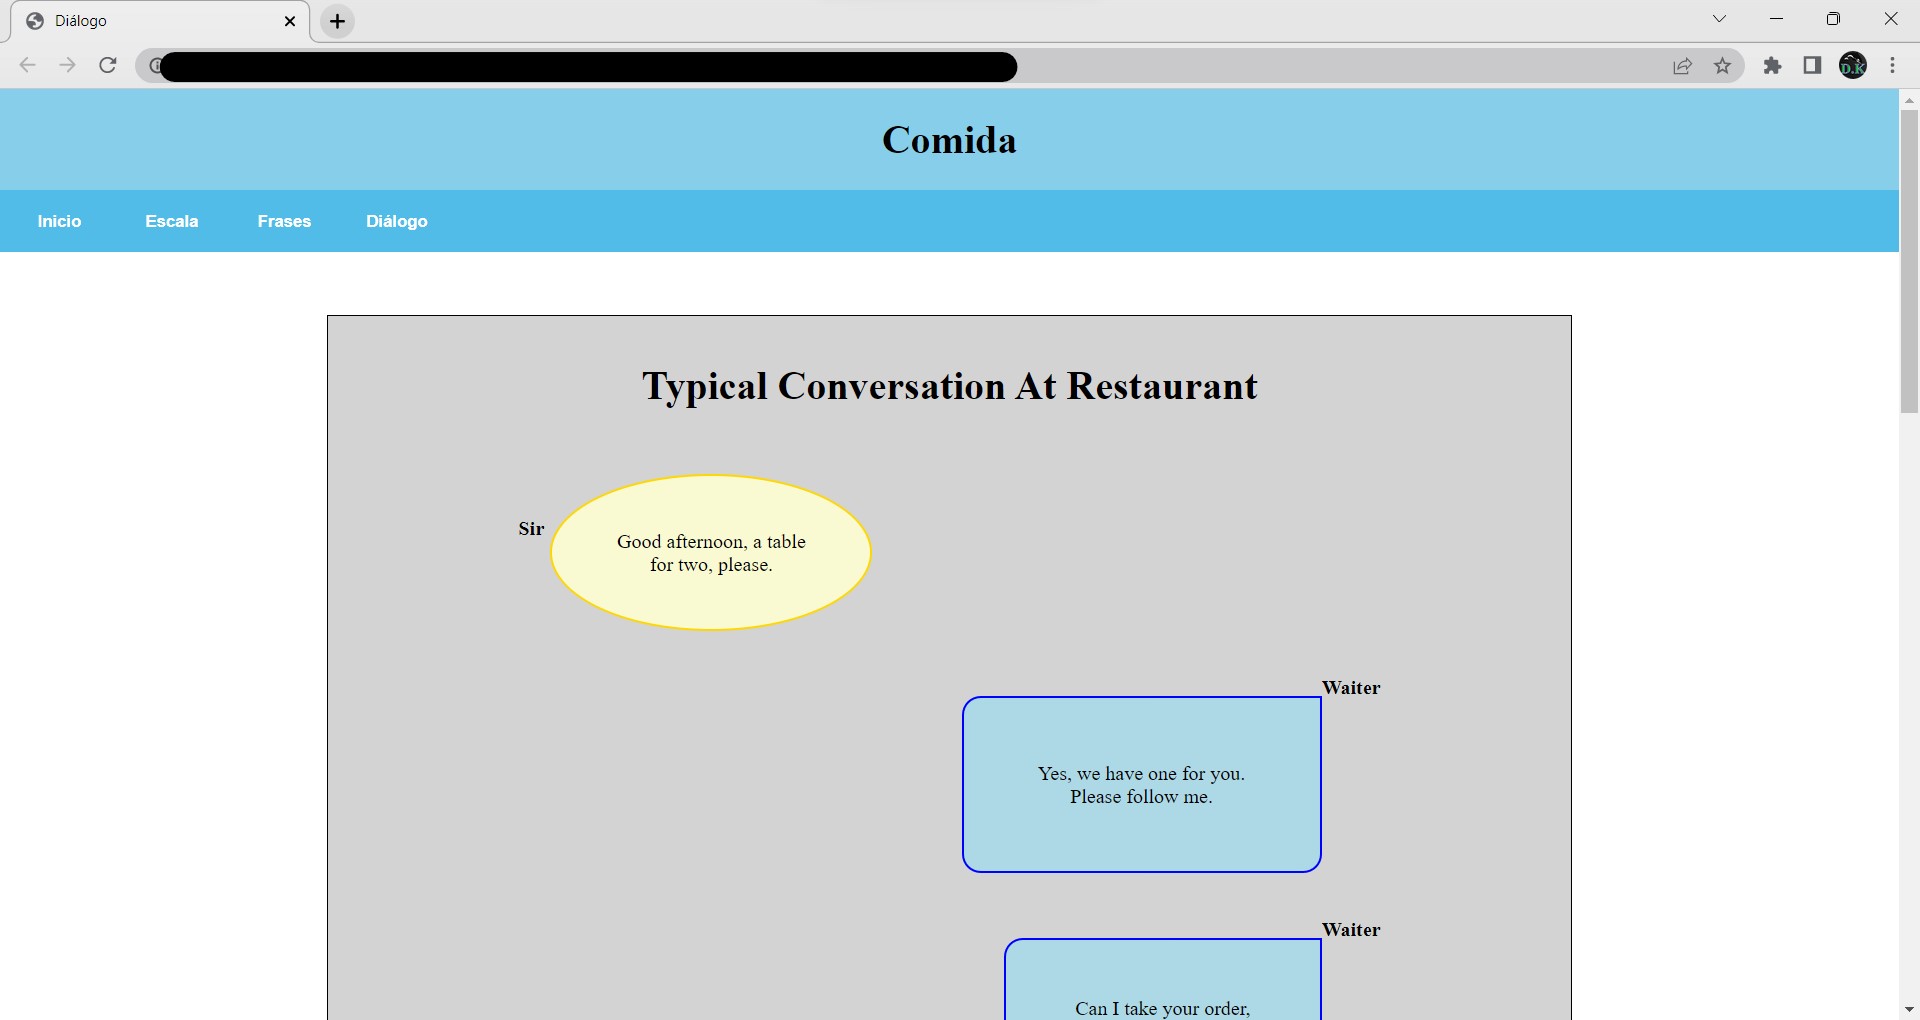 Diálogo
D.K
Comida
Inicio
Escala
Frases
Diálogo
Typical Conversation At Restaurant
Sir
Good afternoon, a table
for two, please.
Waiter
Yes, we have one for you.
Please follow me.
Waiter
Can I take your order,